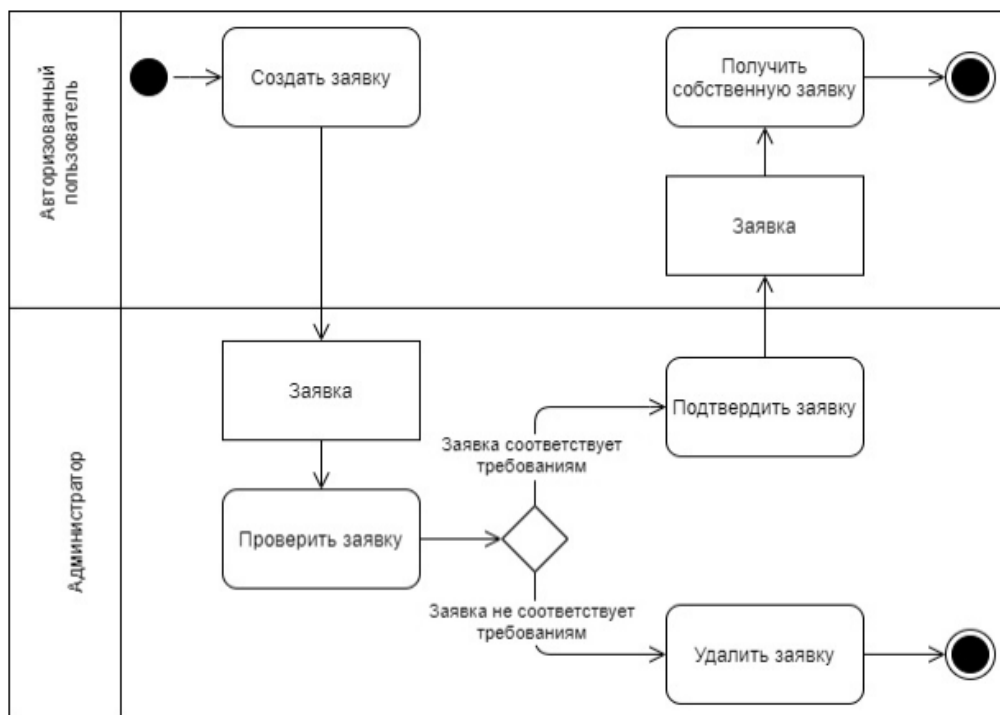 Авторизованный
пользователь
Создать заявку
Получить
собственную заявку
Заявка
Администратор
Заявка
Проверить заявку
Заявка соответствует
требованиям
Подтвердить заявку
Заявка не соответствует
требованиям
Удалить заявку